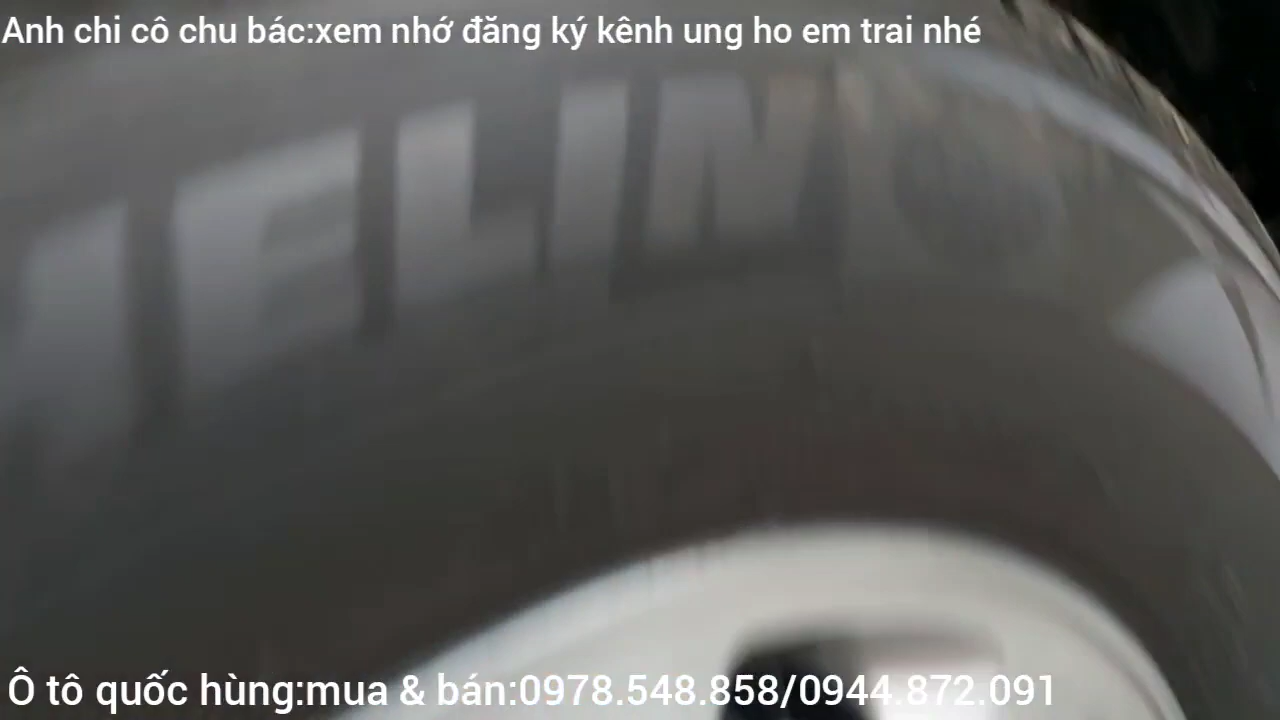 Anh chi cô chu bác:xem nhớ đăng ký kênh ung ho em trai nhé
HELIN
Ô tô quốc hùng:mua & bán:0978.548.858/0944.872.091